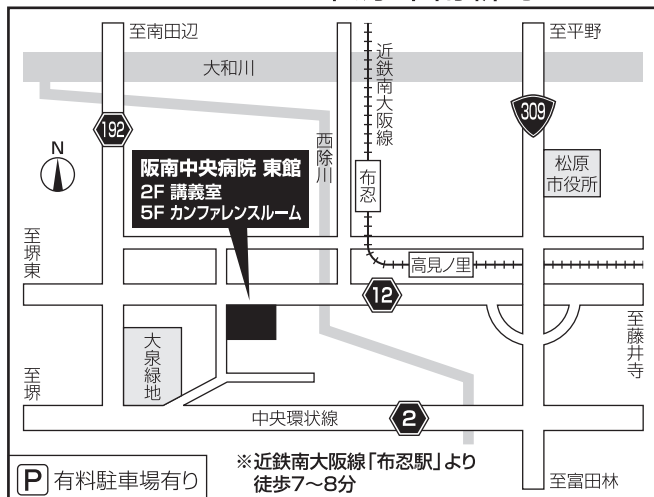 至南田辺
至平野
大和川
近鉄南大阪線
192
309
N
西除川
阪南中央病院 東館
2F 講義室
5F カンファレンスルーム
布忍
松原
市役所
至堺東
高見ノ里
12
至藤井寺
大泉緑地
至堺
中央環状線
2
P 有料駐車場有り
※近鉄南大阪線「布忍駅」より
徒歩7〜8分
至富田林